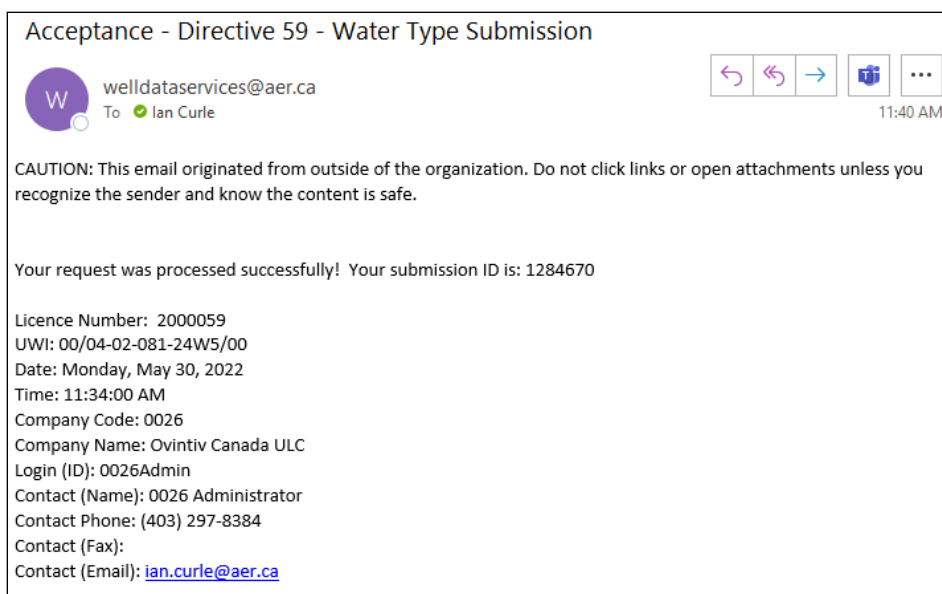 Acceptance - Directive 59 - Water Type Submission
W
welldataservices@aer.ca
To Ian Curle
11:40 AM
CAUTION: This email originated from outside of the organization. Do not click links or open attachments unless you
recognize the sender and know the content is safe.
Your request was processed successfully!  Your submission ID is: 1284670
Licence Number:  2000059
UWI: 00/04-02-081-24W5/00
Date: Monday, May 30, 2022
Time: 11:34:00 AM
Company Code: 0026
Company Name: Ovintiv Canada ULC
Login (ID): 0026Admin
Contact (Name): 0026 Administrator
Contact Phone: (403) 297-8384
Contact (Fax):
Contact (Email): ian.curle@aer.ca